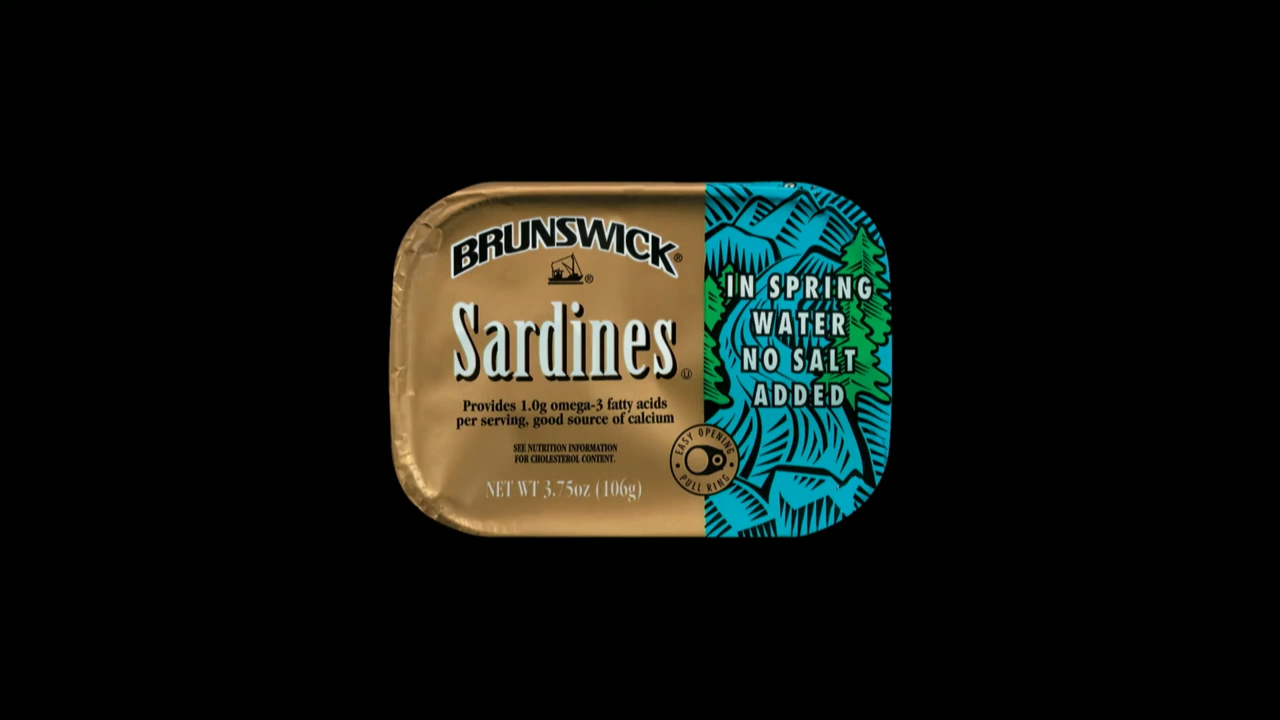 BRUNSWICK®
®
Sardines
Ⓤ
Provides 1.0g omega-3 fatty acids
per serving, good source of calcium
SEE NUTRITION INFORMATION
FOR CHOLESTEROL CONTENT.
NET WT 3.75oz (106g)
EASY OPENING
PULL RING
IN SPRING
WATER
NO SALT
ADDED